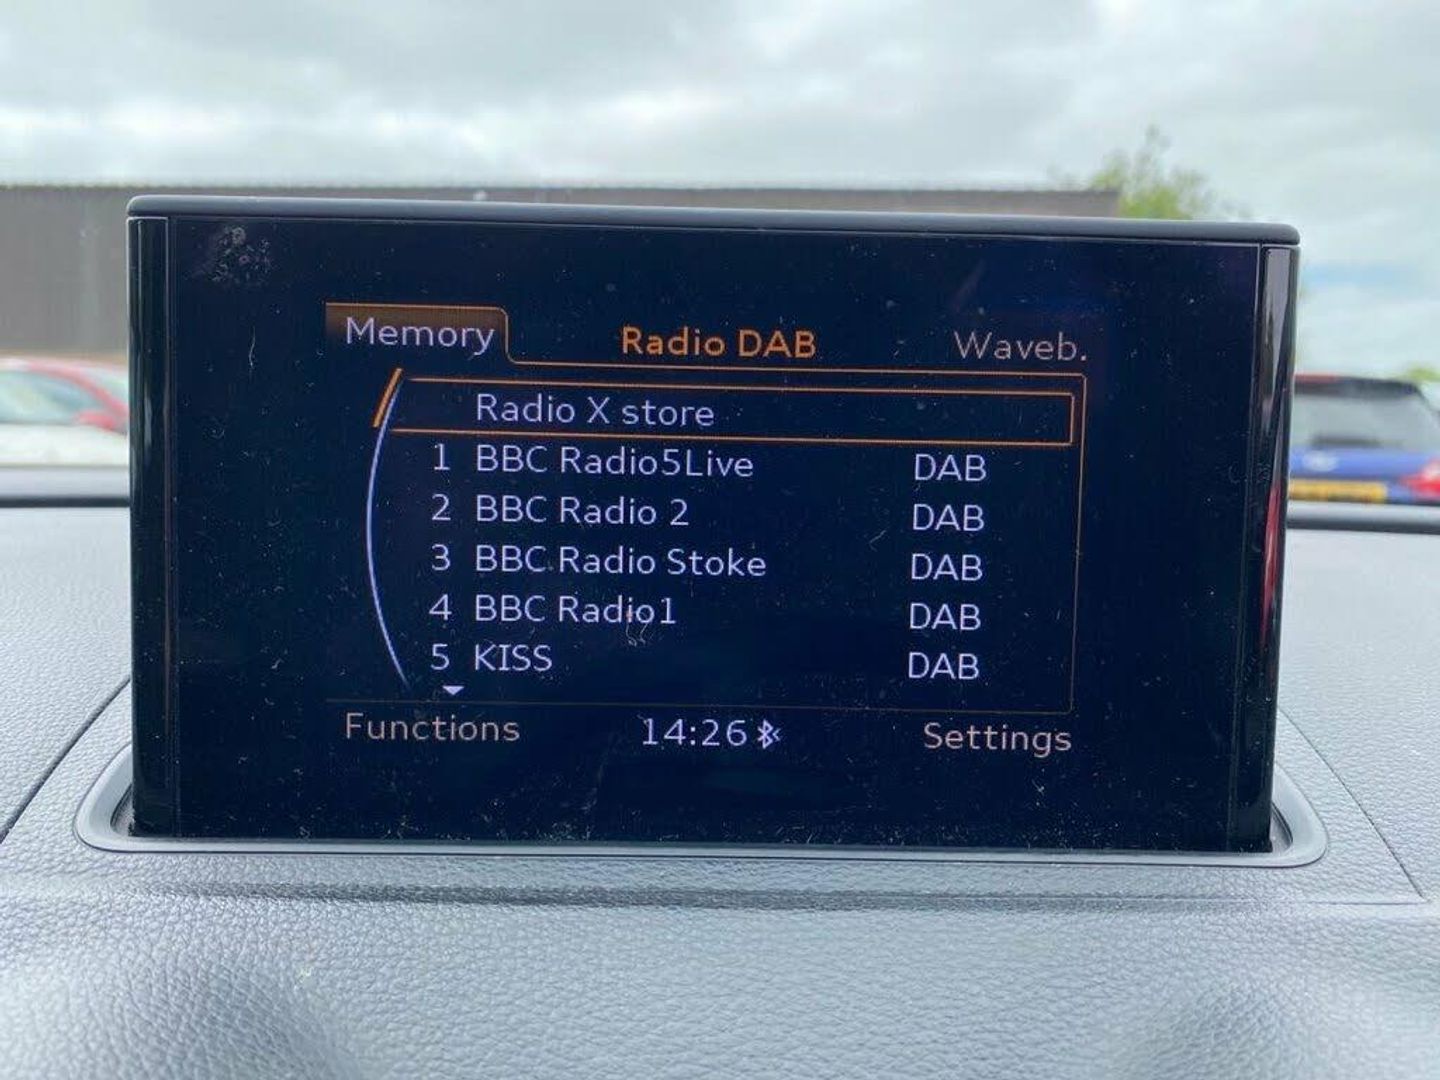 Memory Radio DAB Waveb.
Radio X store
1 BBC Radio5Live DAB
2 BBC Radio 2 DAB
3 BBC Radio Stoke DAB
4 BBC Radio1 DAB
5 KISS DAB
Functions 14:26 Settings